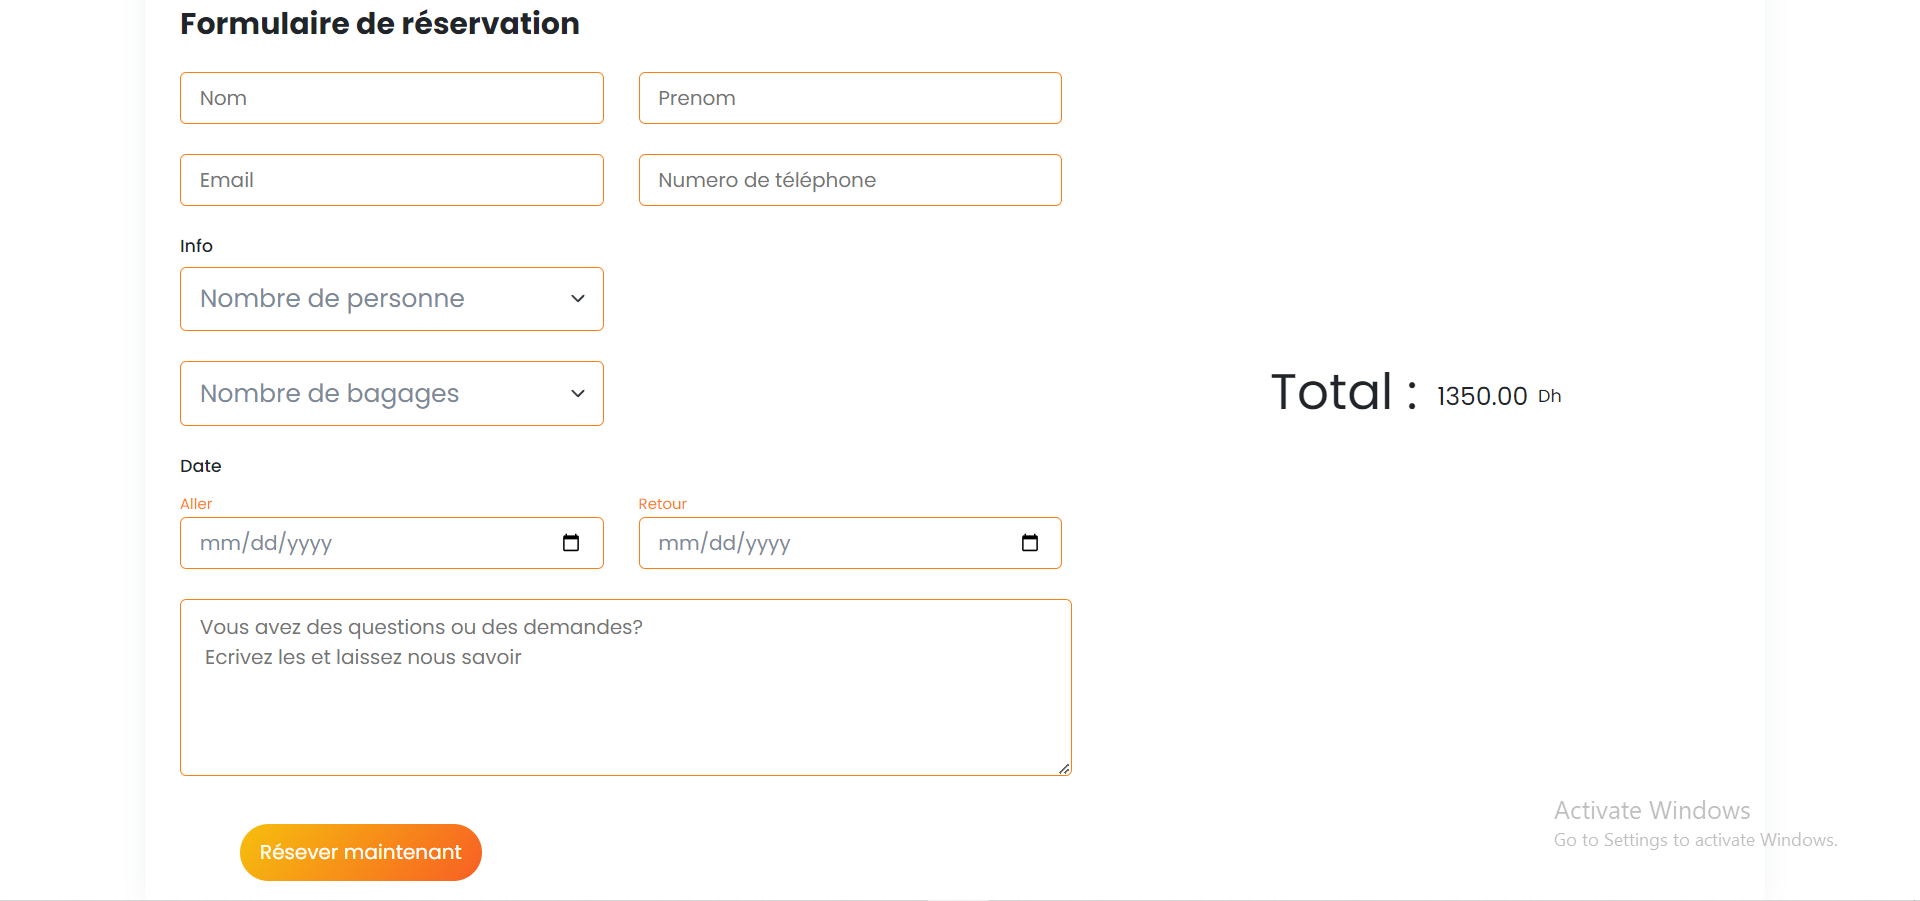 Formulaire de réservation
Nom
Prenom
Email
Numero de téléphone
Info
Nombre de personne
Nombre de bagages
Total : 1350.00 Dh
Date
Aller
Retour
mm/dd/yyyy
mm/dd/yyyy
Vous avez des questions ou des demandes?
Ecrivez les et laissez nous savoir
Résever maintenant
Activate Windows
Go to Settings to activate Windows.